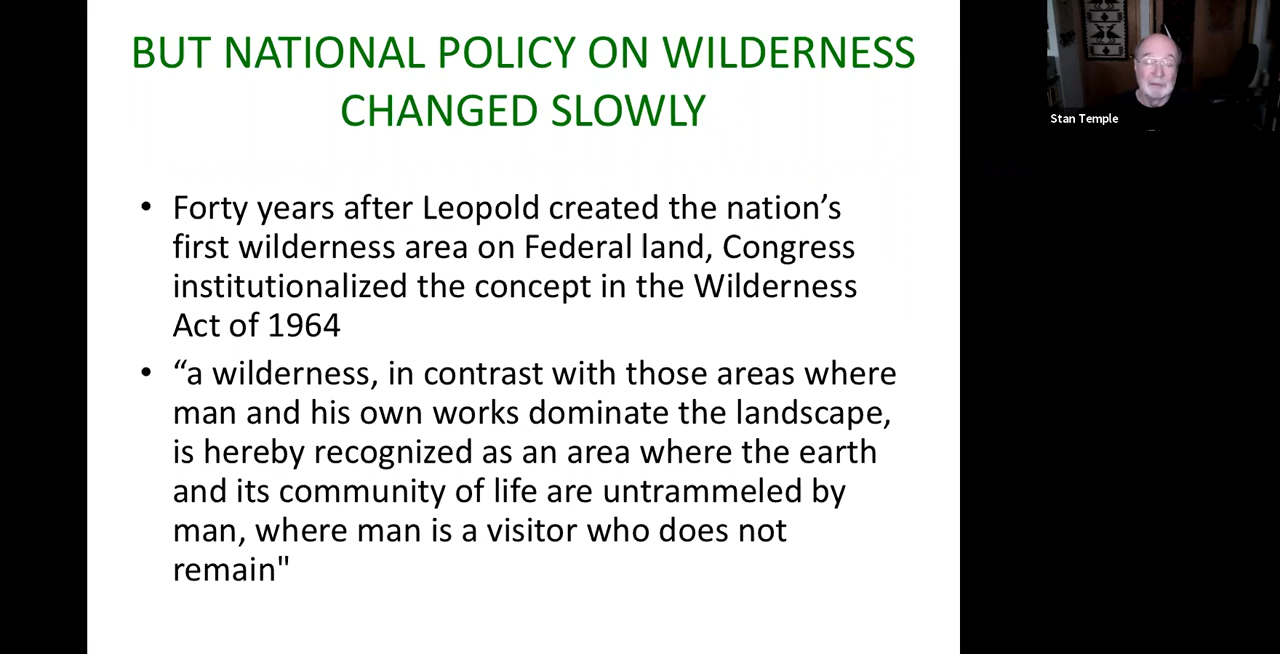 BUT NATIONAL POLICY ON WILDERNESS
CHANGED SLOWLY
• Forty years after Leopold created the nation’s
first wilderness area on Federal land, Congress
institutionalized the concept in the Wilderness
Act of 1964
• “a wilderness, in contrast with those areas where
man and his own works dominate the landscape,
is hereby recognized as an area where the earth
and its community of life are untrammeled by
man, where man is a visitor who does not
remain"
Stan Temple